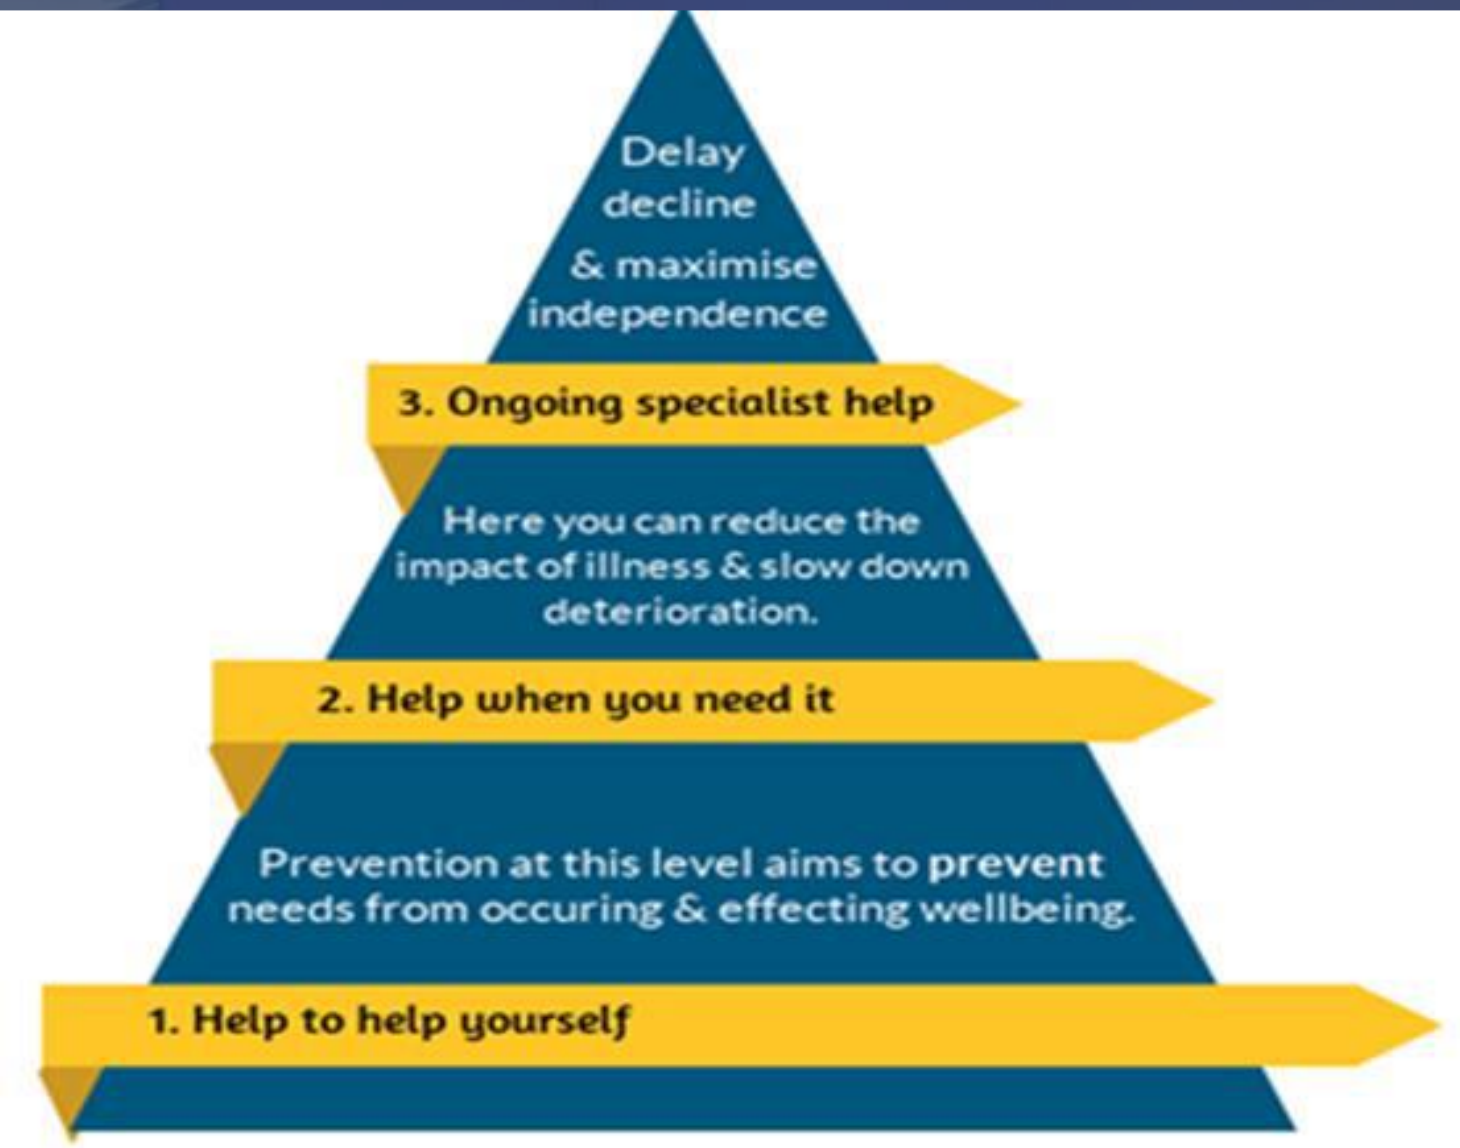 Delay
decline
& maximise
independence
3. Ongoing specialist help
Here you can reduce the
impact of illness & slow down
deterioration.
2. Help when you need it
Prevention at this level aims to prevent
needs from occuring & effecting wellbeing.
1. Help to help yourself